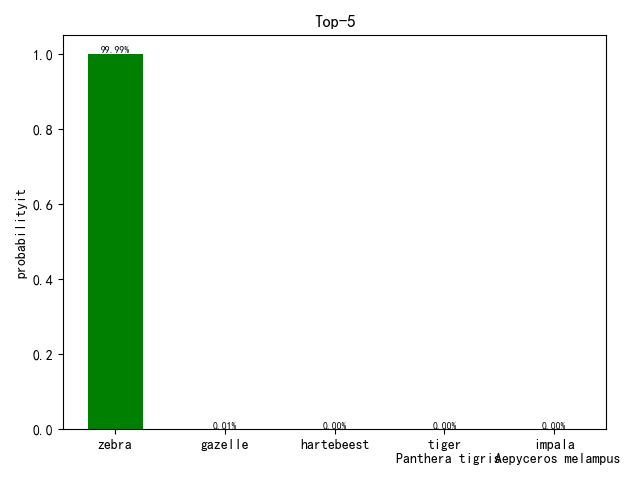 Top-5
probabilityit
1.0
0.8
0.6
0.4
0.2
0.0
99.99%
0.01%
0.00%
0.00%
0.00%
zebra
gazelle
hartebeest
tiger
Panthera tigris
impala
Aepyceros melampus